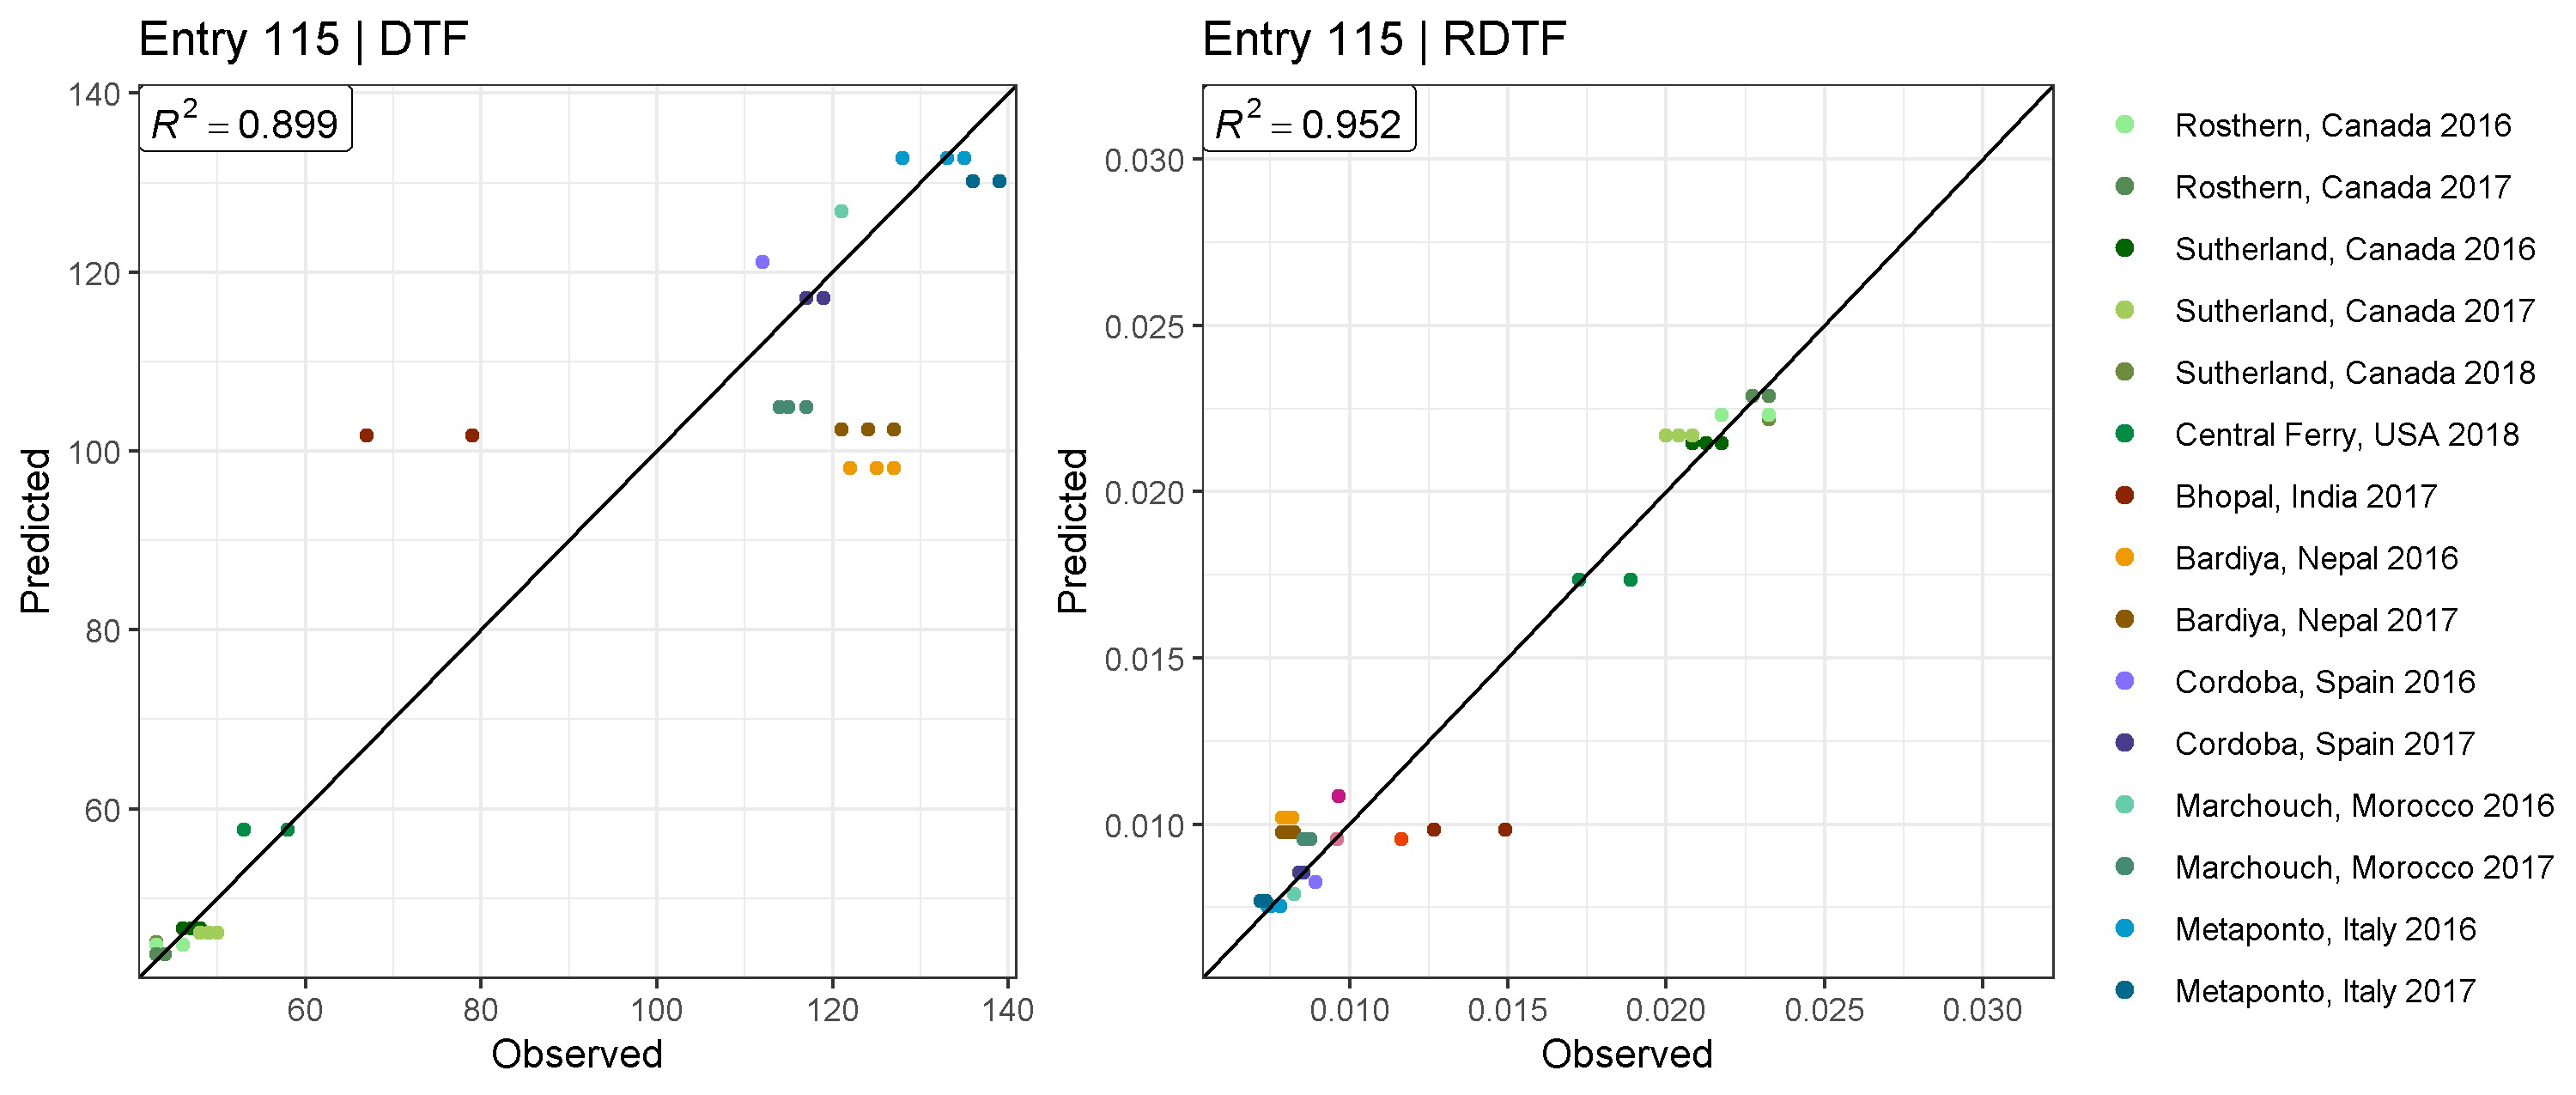 Entry 115 | DTF
R² = 0.899
140
120
100
80
60
Predicted
60
80
100
120
140
Observed
Entry 115 | RDTF
R² = 0.952
0.030
0.025
0.020
0.015
0.010
Predicted
0.010
0.015
0.020
0.025
0.030
Observed
Rosthern, Canada 2016
Rosthern, Canada 2017
Sutherland, Canada 2016
Sutherland, Canada 2017
Sutherland, Canada 2018
Central Ferry, USA 2018
Bhopal, India 2017
Bardiya, Nepal 2016
Bardiya, Nepal 2017
Cordoba, Spain 2016
Cordoba, Spain 2017
Marchouch, Morocco 2016
Marchouch, Morocco 2017
Metaponto, Italy 2016
Metaponto, Italy 2017